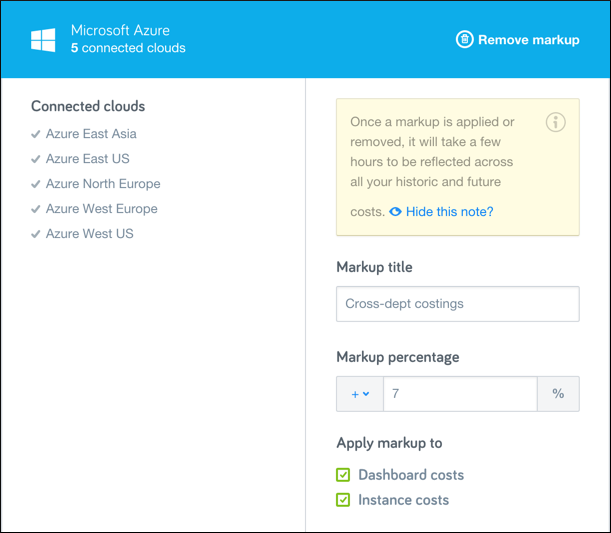 Microsoft Azure
5 connected clouds
Remove markup
Connected clouds
Azure East Asia
Azure East US
Azure North Europe
Azure West Europe
Azure West US
Once a markup is applied or
removed, it will take a few
hours to be reflected across
all your historic and future
costs. Hide this note?
Markup title
Cross-dept costings
Markup percentage
+ 7 %
Apply markup to
Dashboard costs
Instance costs